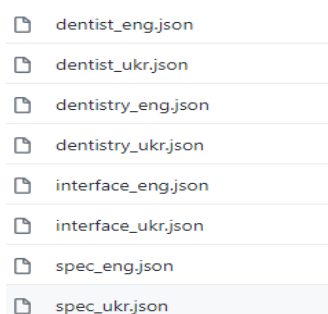 dentist_eng.json
dentist_ukr.json
dentistry_eng.json
dentistry_ukr.json
interface_eng.json
interface_ukr.json
spec_eng.json
spec_ukr.json